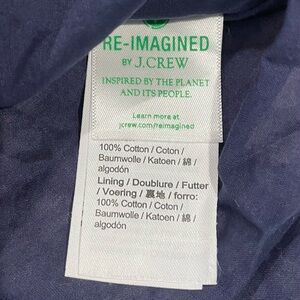 RE-IMAGINED
BY J.CREW
INSPIRED BY THE PLANET
AND ITS PEOPLE.
Learn more at
jcrew.com/reimagined
100% Cotton / Coton /
Baumwolle / Katoen / 綿 /
algodón
Lining / Doublure / Futter
/ Voering / 裏地 / forro:
100% Cotton / Coton /
Baumwolle / Katoen / 綿 /
algodón